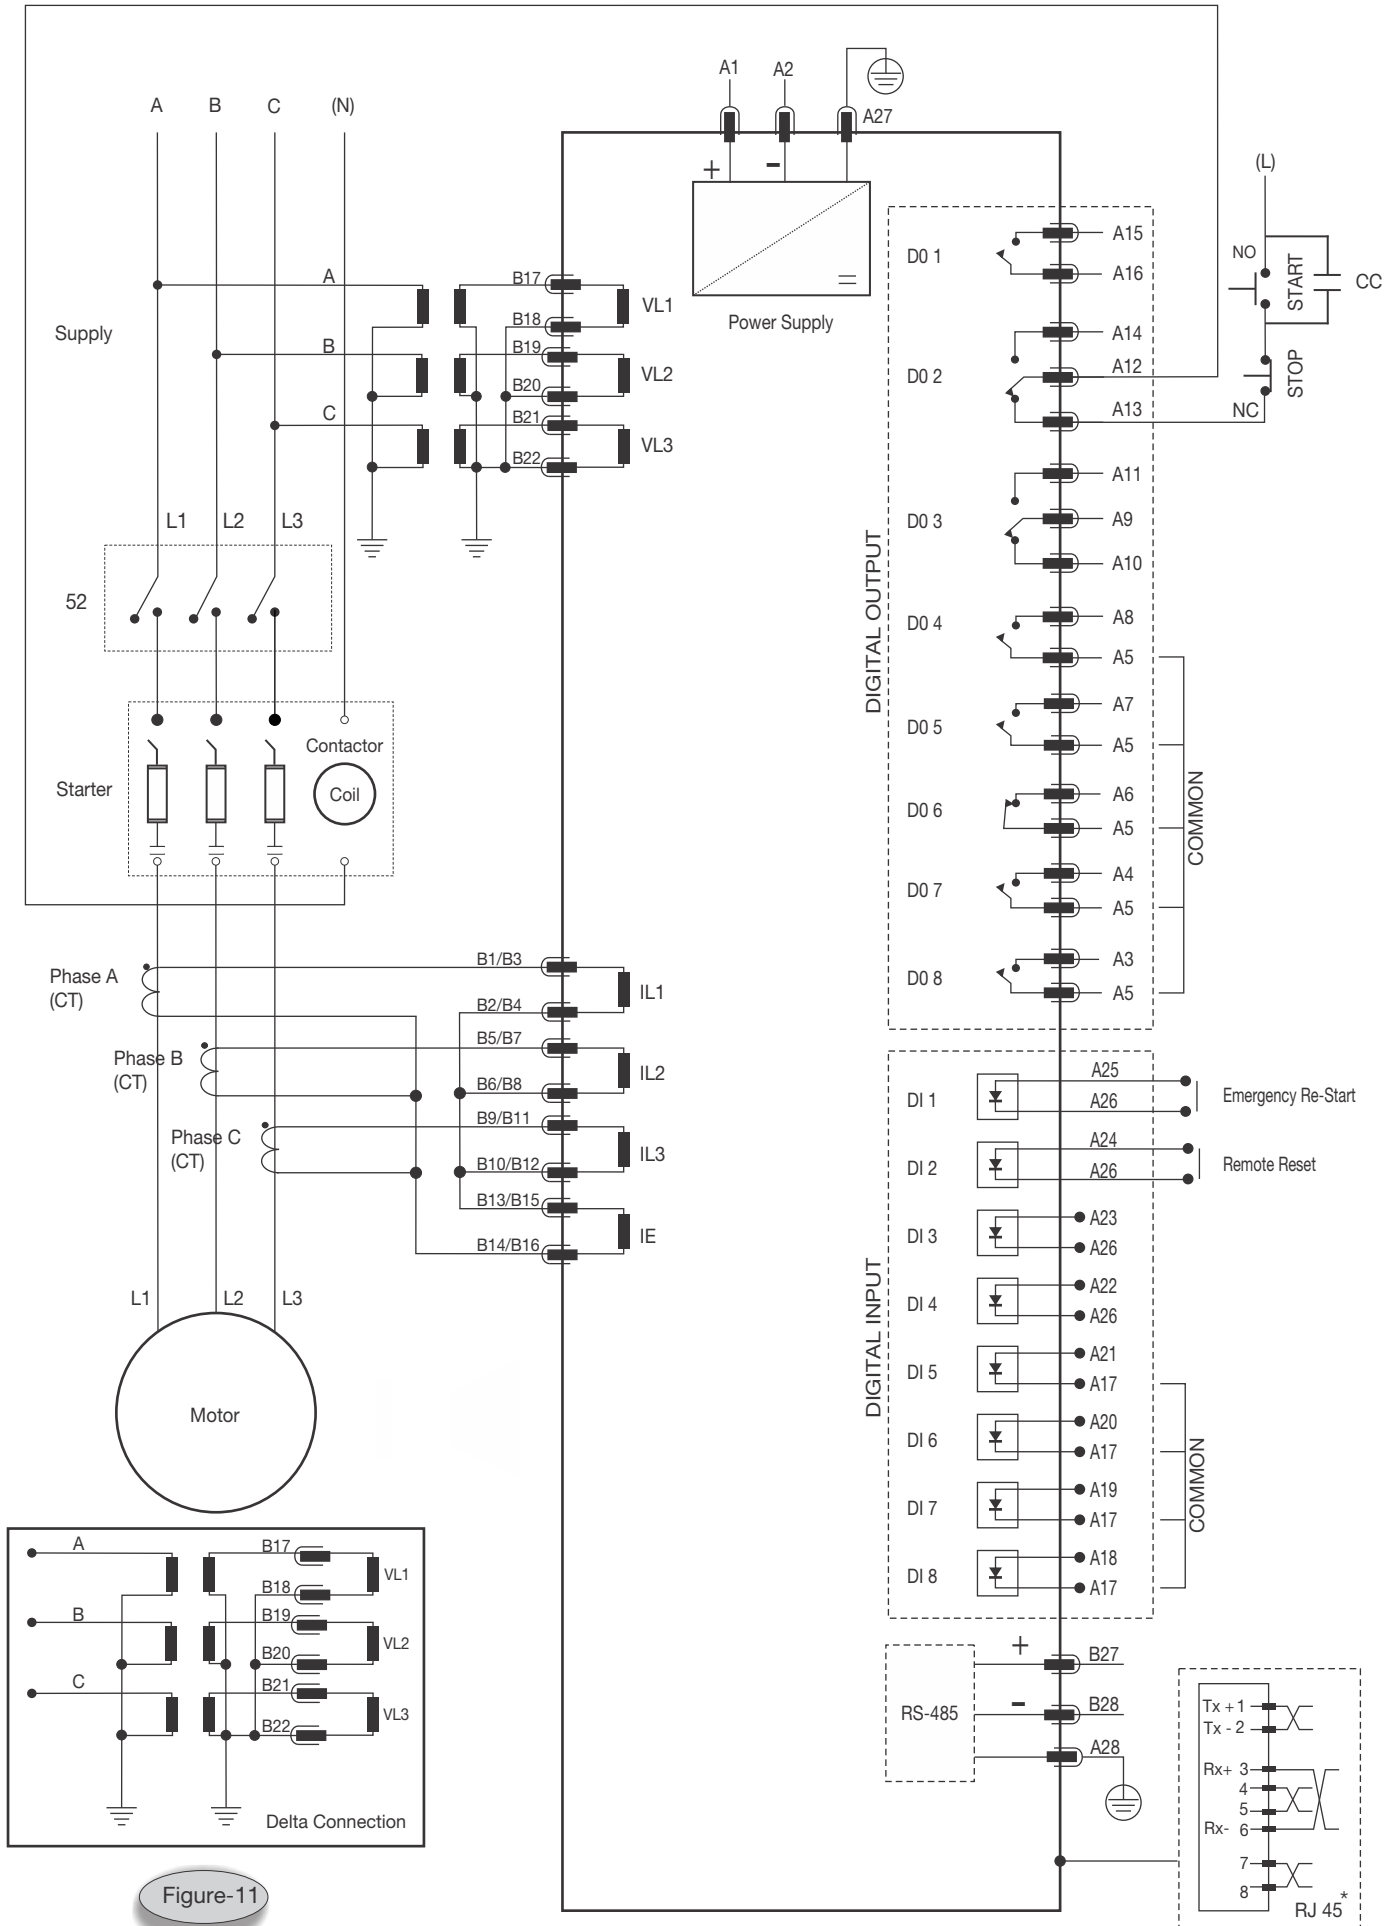 A B C (N)
A1 A2
A27
+ -
Power Supply
(L)
NO
START
CC
STOP
NC
Supply
A
B
C
B17
B18
B19
B20
B21
B22
VL1
VL2
VL3
L1 L2 L3
52
Starter
Contactor
Coil
DIGITAL OUTPUT
D0 1
A15
A16
D0 2
A14
A12
A13
D0 3
A11
A9
A10
D0 4
A8
A5
D0 5
A7
A5
D0 6
A6
A5
D0 7
A4
A5
D0 8
A3
A5
COMMON
Phase A
(CT)
Phase B
(CT)
Phase C
(CT)
B1/B3
B2/B4
B5/B7
B6/B8
B9/B11
B10/B12
B13/B15
B14/B16
IL1
IL2
IL3
IE
L1 L2 L3
Motor
DIGITAL INPUT
DI 1
A25
A26
Emergency Re-Start
DI 2
A24
A26
Remote Reset
DI 3
A23
A26
DI 4
A22
A26
DI 5
A21
A17
DI 6
A20
A17
DI 7
A19
A17
DI 8
A18
A17
COMMON
A
B
C
B17
B18
B19
B20
B21
B22
VL1
VL2
VL3
Delta Connection
RS-485
+
-
B27
B28
A28
Tx + 1
Tx - 2
Rx+ 3
4
5
Rx- 6
7
8
RJ 45*
Figure-11